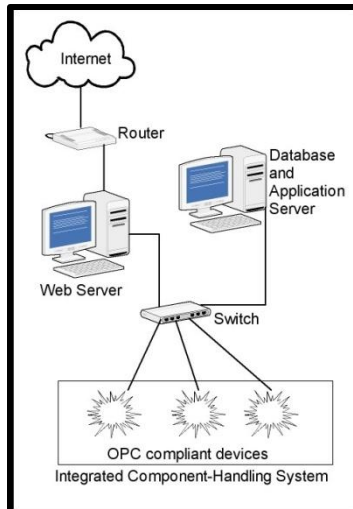 Internet
Router
Database
and
Application
Server
Web Server
Switch
OPC compliant devices
Integrated Component-Handling System